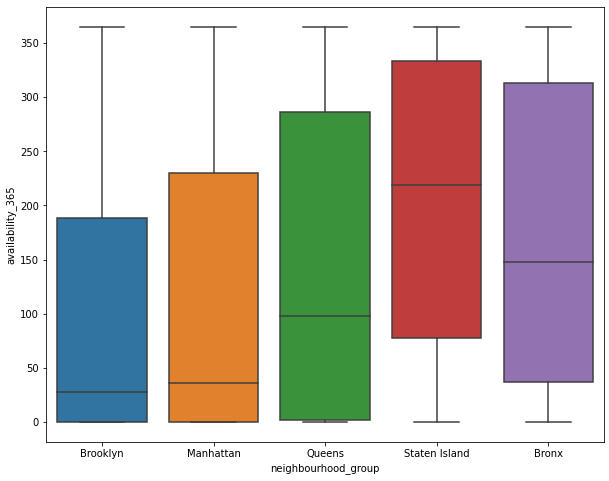 350
300
250
200
150
100
50
0
availability_365
Brooklyn
Manhattan
Queens
Staten Island
Bronx
neighbourhood_group